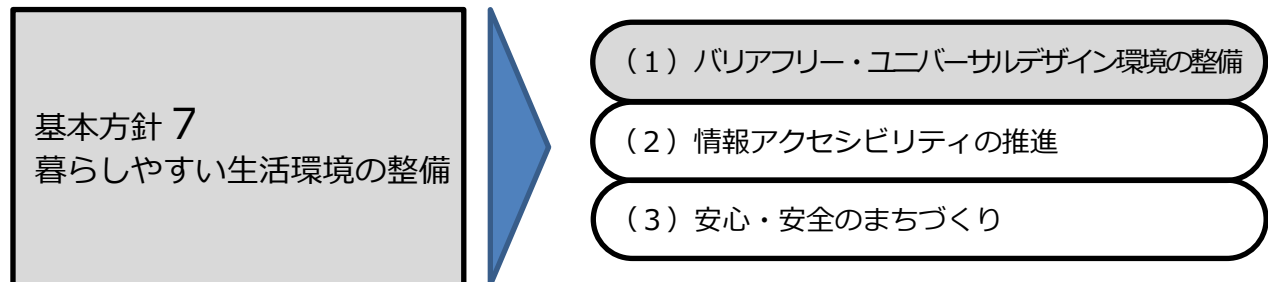 基本方針7
暮らしやすい生活環境の整備
(1)バリアフリー・ユニバーサルデザイン環境の整備
(2)情報アクセシビリティの推進
(3)安心・安全のまちづくり